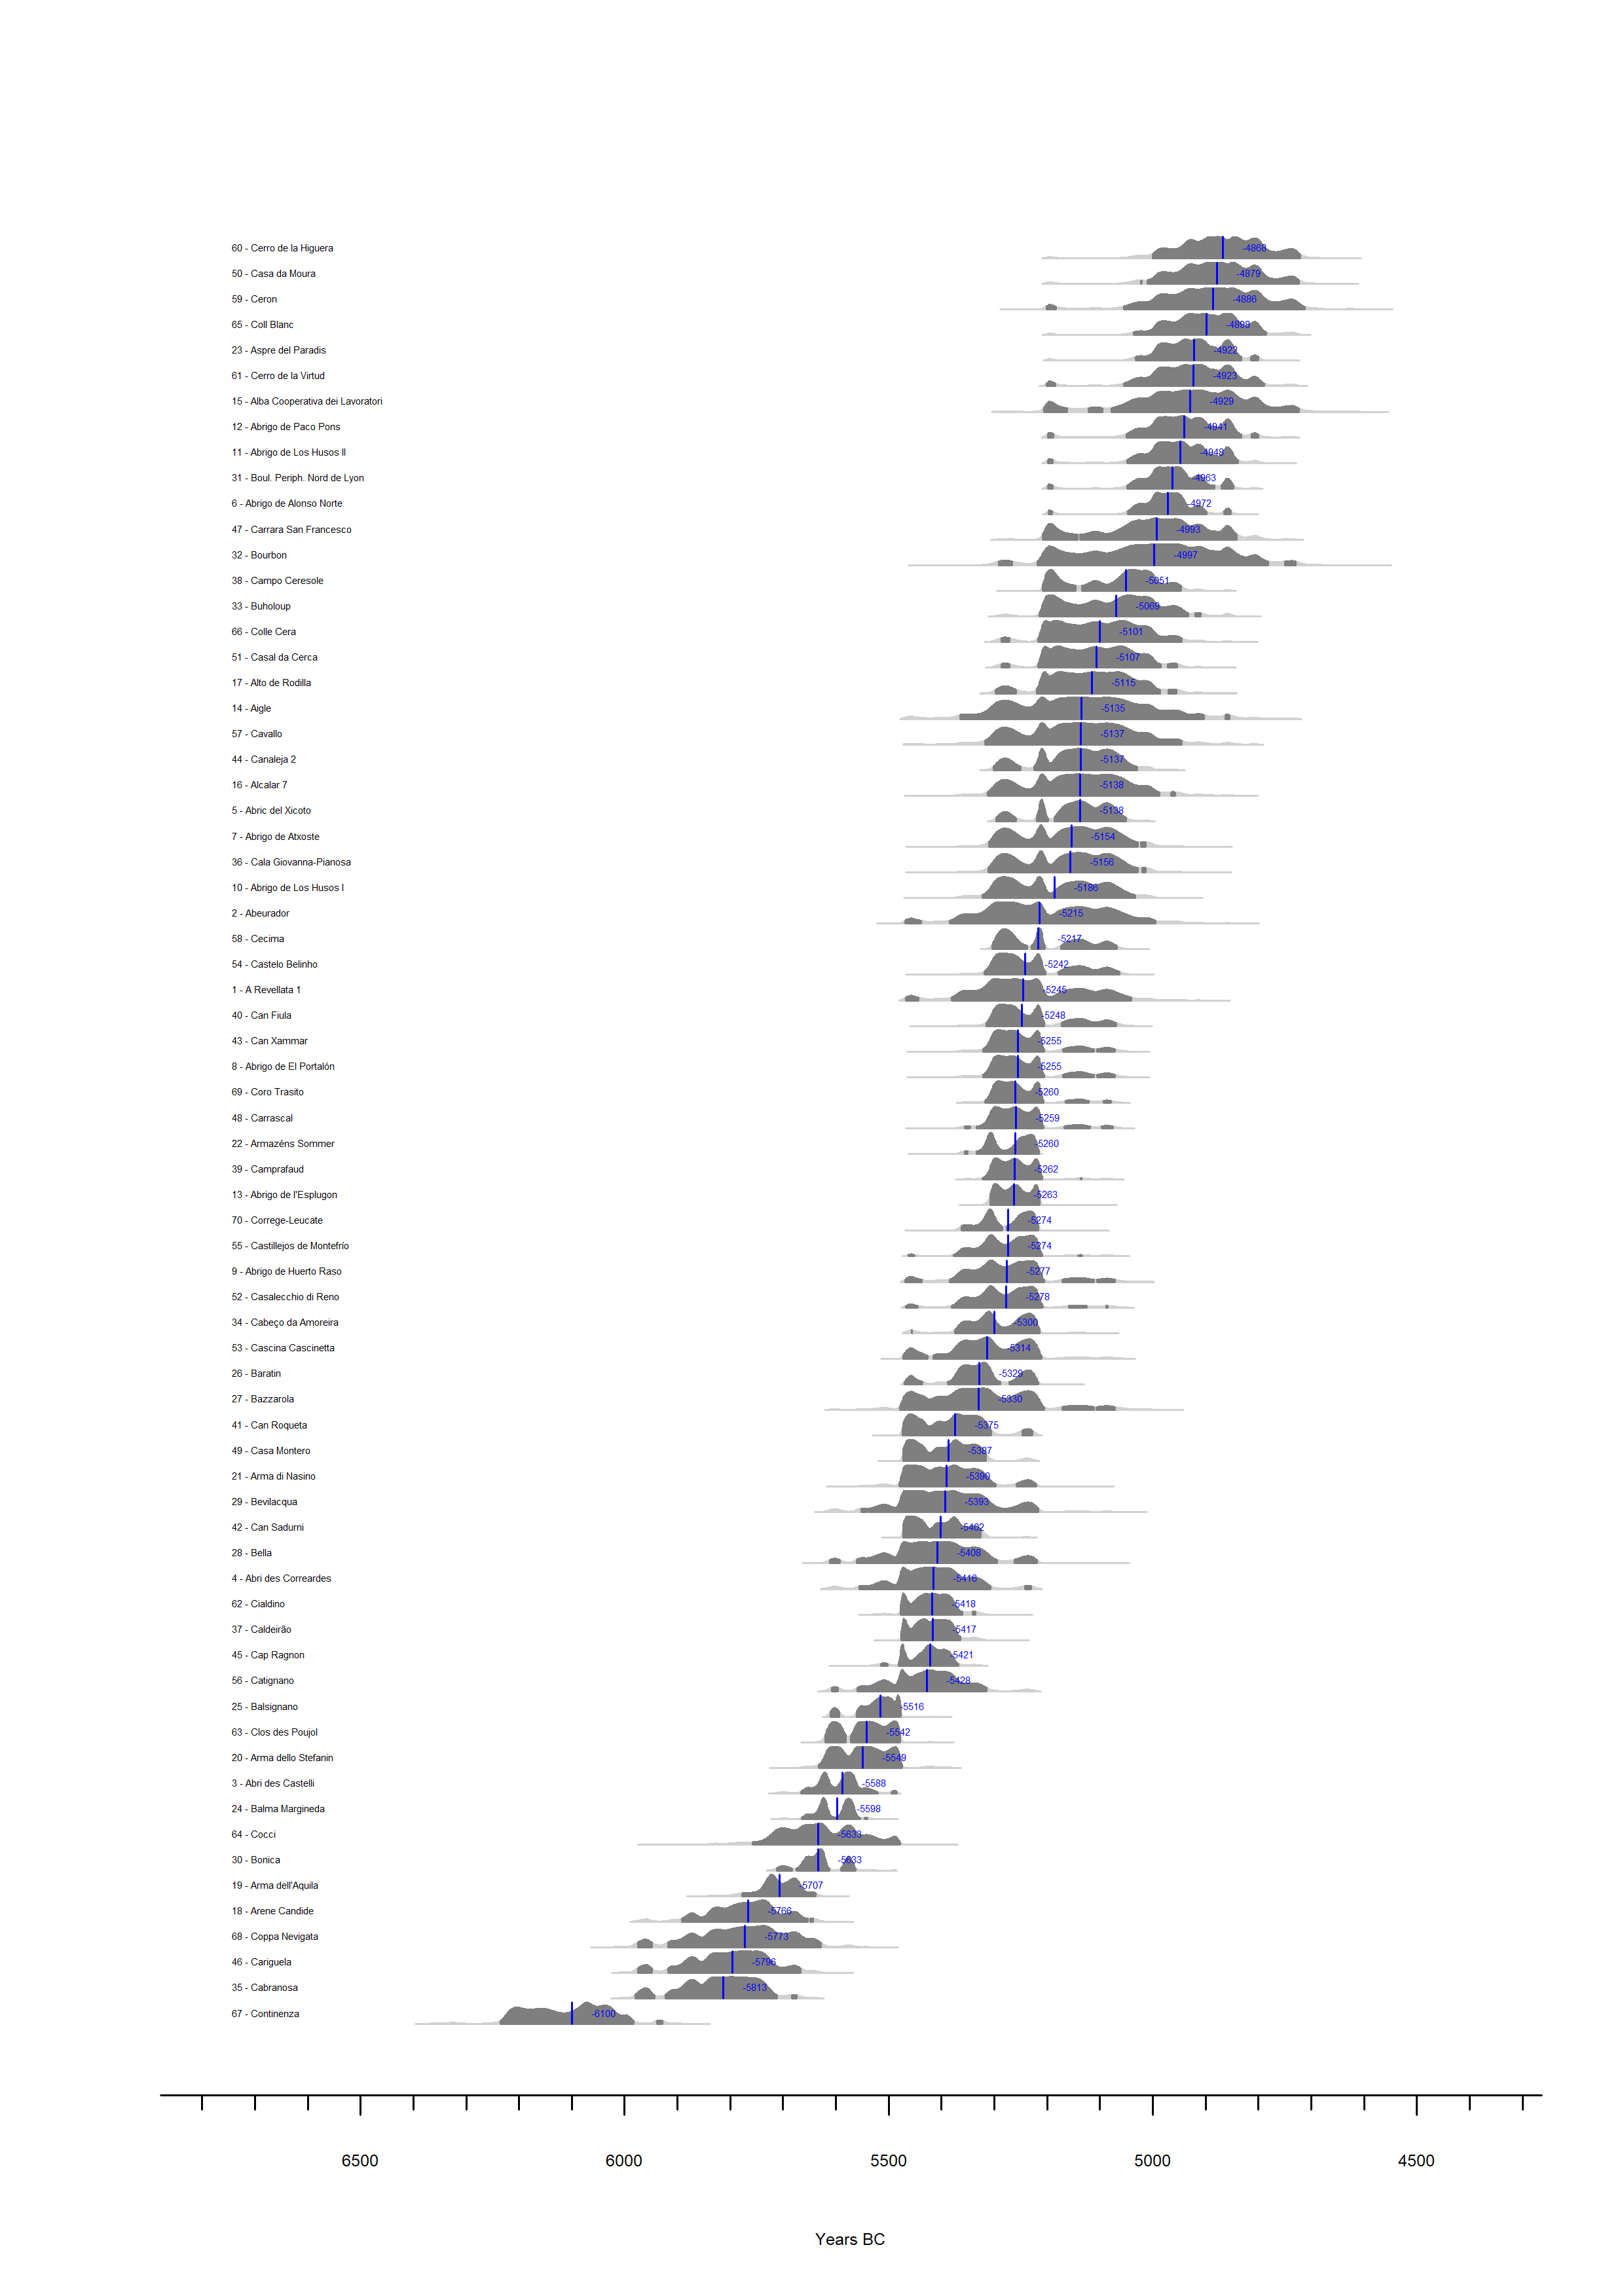 60 - Cerro de la Higuera -4868
50 - Casa da Moura -4879
59 - Ceron -4886
65 - Coll Blanc -4898
23 - Aspre del Paradis -4922
61 - Cerro de la Virtud -4923
15 - Alba Cooperativa dei Lavoratori -4929
12 - Abrigo de Paco Pons -4941
11 - Abrigo de Los Husos II -4949
31 - Boul. Periph. Nord de Lyon -4963
6 - Abrigo de Alonso Norte -4972
47 - Carrara San Francesco -4993
32 - Bourbon -4997
38 - Campo Ceresole -5051
33 - Buholoup -5069
66 - Colle Cera -5101
51 - Casal da Cerca -5107
17 - Alto de Rodilla -5115
14 - Aigle -5135
57 - Cavallo -5137
44 - Canaleja 2 -5137
16 - Alcalar 7 -5138
5 - Abric del Xicoto -5138
7 - Abrigo de Atxoste -5154
36 - Cala Giovanna-Pianosa -5156
10 - Abrigo de Los Husos I -5186
2 - Abeurador -5215
58 - Cecima -5217
54 - Castelo Belinho -5242
1 - A Revellata 1 -5245
40 - Can Fiula -5248
43 - Can Xammar -5255
8 - Abrigo de El Portalón -5255
69 - Coro Trasito -5260
48 - Carrascal -5259
22 - Armazéns Sommer -5260
39 - Camprafaud -5262
13 - Abrigo de l'Esplugon -5263
70 - Correge-Leucate -5274
55 - Castillejos de Montefrío -5274
9 - Abrigo de Huerto Raso -5277
52 - Casalecchio di Reno -5278
34 - Cabeço da Amoreira -5300
53 - Cascina Cascinetta -5314
26 - Baratin -5329
27 - Bazzarola -5330
41 - Can Roqueta -5375
49 - Casa Montero -5387
21 - Arma di Nasino -5390
29 - Bevilacqua -5393
42 - Can Sadurni -5402
28 - Bella -5408
4 - Abri des Correardes -5416
62 - Cialdino -5418
37 - Caldeirão -5417
45 - Cap Ragnon -5421
56 - Catignano -5428
25 - Balsignano -5516
63 - Clos des Poujol -5542
20 - Arma dello Stefanin -5549
3 - Abri des Castelli -5588
24 - Balma Margineda -5598
64 - Cocci -5633
30 - Bonica -5633
19 - Arma dell'Aquila -5707
18 - Arene Candide -5766
68 - Coppa Nevigata -5773
46 - Cariguela -5796
35 - Cabranosa -5813
67 - Continenza -6100
6500 6000 5500 5000 4500
Years BC